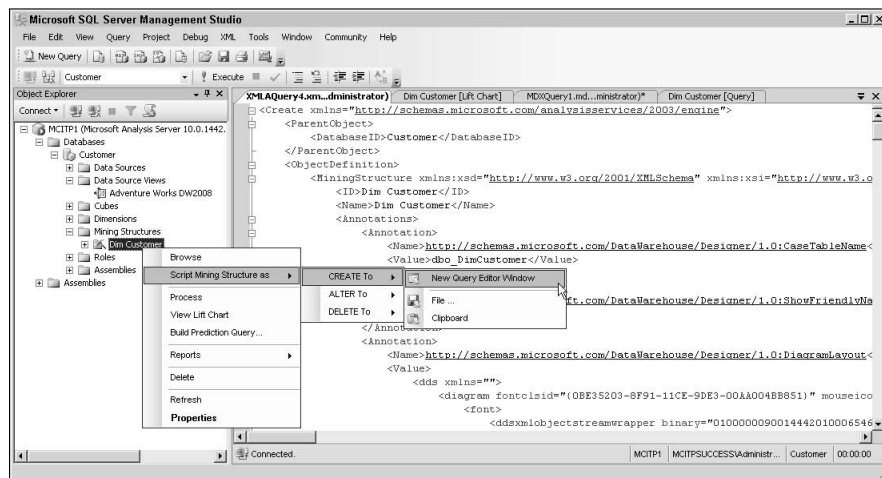 Microsoft SQL Server Management Studio
File Edit View Query Project Debug XML Tools Window Community Help
New Query
Customer Execute
Object Explorer
Connect
MCITP1 (Microsoft Analysis Server 10.0.1442.
Databases
Customer
Data Sources
Data Source Views
Adventure Works DW2008
Cubes
Dimensions
Mining Structures
Dim Customer
Roles
Assemblies
Assemblies
Browse
Script Mining Structure as
Process
View Lift Chart
Build Prediction Query...
Reports
Delete
Refresh
Properties
CREATE To
ALTER To
DELETE To
New Query Editor Window
File ...
Clipboard
XMLAQuery4.xm...dministrator) Dim Customer [Lift Chart] MDXQuery1.md...ministrator)* Dim Customer [Query]
<Create xmlns="http://schemas.microsoft.com/analysisservices/2003/engine">
<ParentObject>
<DatabaseID>Customer</DatabaseID>
</ParentObject>
<ObjectDefinition>
<MiningStructure xmlns:xsd="http://www.w3.org/2001/XMLSchema" xmlns:xsi="http://www.w3.o
<ID>Dim Customer</ID>
<Name>Dim Customer</Name>
<Annotations>
<Annotation>
<Name>http://schemas.microsoft.com/DataWarehouse/Designer/1.0:CaseTableName<
<Value>dbo_DimCustomer</Value>
ft.com/DataWarehouse/Designer/1.0:ShowFriendlyNa
</Annotation>
<Annotation>
<Name>http://schemas.microsoft.com/DataWarehouse/Designer/1.0:DiagramLayout<
<Value>
<dds xmlns="">
<diagram fontclsid="{0BE35203-8F91-11CE-9DE3-00AA004BB851}" mouseico
<font>
<ddsxmlobjectstreamwrapper binary="0100000090014442010006546
Connected. MCITP1 MCITPSUCCESS\Administr... Customer 00:00:00